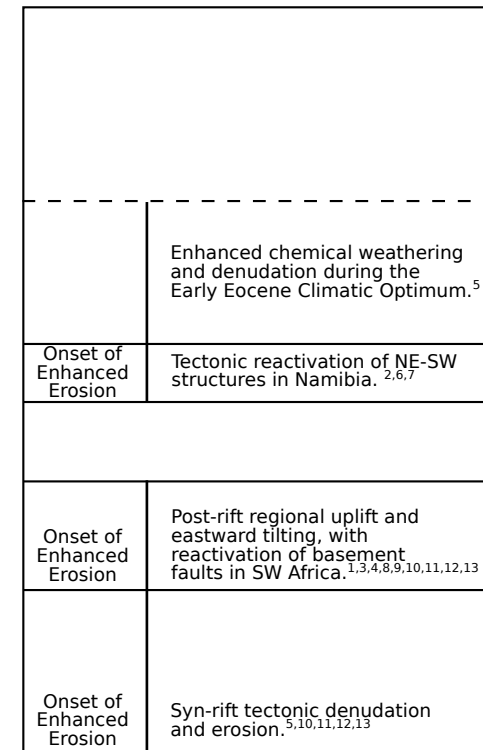 Enhanced chemical weathering
and denudation during the
Early Eocene Climatic Optimum.5
Onset of
Enhanced
Erosion
Tectonic reactivation of NE-SW
structures in Namibia. 2,6,7
Onset of
Enhanced
Erosion
Post-rift regional uplift and
eastward tilting, with
reactivation of basement
faults in SW Africa.1,3,4,8,9,10,11,12,13
Onset of
Enhanced
Erosion
Syn-rift tectonic denudation
and erosion.5,10,11,12,13